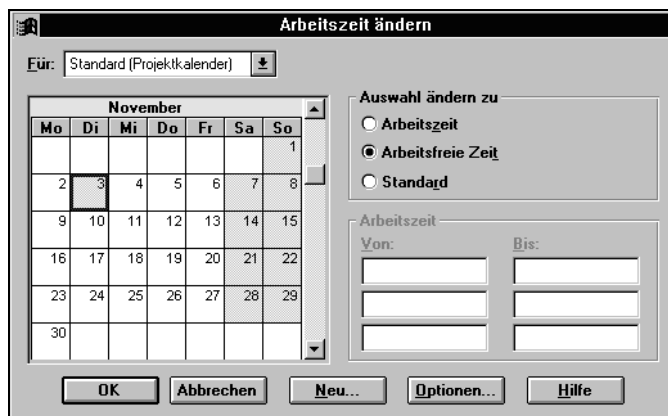 Arbeitszeit ändern
Für: Standard (Projektkalender)
November
Mo Di Mi Do Fr Sa So
1
2 3 4 5 6 7 8
9 10 11 12 13 14 15
16 17 18 19 20 21 22
23 24 25 26 27 28 29
30
Auswahl ändern zu
Arbeitszeit
Arbeitsfreie Zeit
Standard
Arbeitszeit
Von: Bis:
OK Abbrechen Neu... Optionen... Hilfe